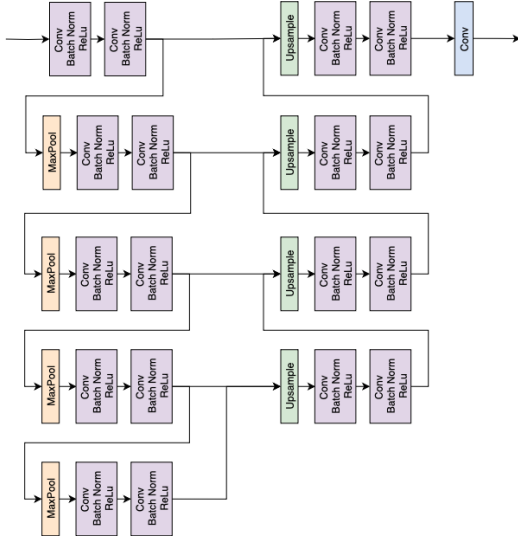 Conv
Batch Norm
ReLu
Conv
Batch Norm
ReLu
Upsample
Conv
Batch Norm
ReLu
Conv
Batch Norm
ReLu
Conv
MaxPool
Conv
Batch Norm
ReLu
Conv
Batch Norm
ReLu
Upsample
Conv
Batch Norm
ReLu
Conv
Batch Norm
ReLu
MaxPool
Conv
Batch Norm
ReLu
Conv
Batch Norm
ReLu
Upsample
Conv
Batch Norm
ReLu
Conv
Batch Norm
ReLu
MaxPool
Conv
Batch Norm
ReLu
Conv
Batch Norm
ReLu
Upsample
Conv
Batch Norm
ReLu
Conv
Batch Norm
ReLu
MaxPool
Conv
Batch Norm
ReLu
Conv
Batch Norm
ReLu